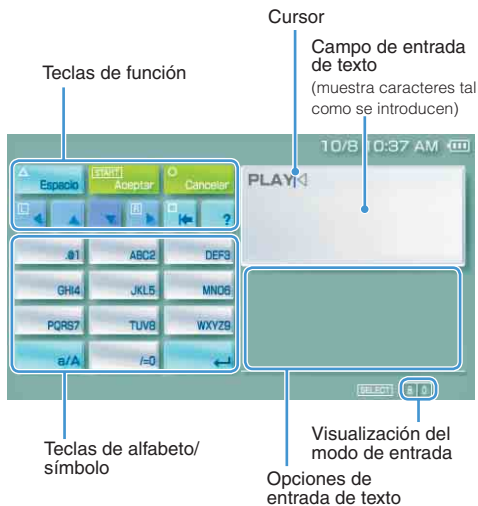 Cursor
Campo de entrada
de texto
(muestra caracteres tal
como se introducen)
Teclas de función
10/8 10:37 AM
Espacio
START
Aceptar
Cancelar
L
R
?
PLAY
.@1
ABC2
DEF3
GHI4
JKL5
MNO6
PQRS7
TUV8
WXYZ9
a/A
/=0
SELECT
Teclas de alfabeto/
símbolo
Visualización del
modo de entrada
Opciones de
entrada de texto